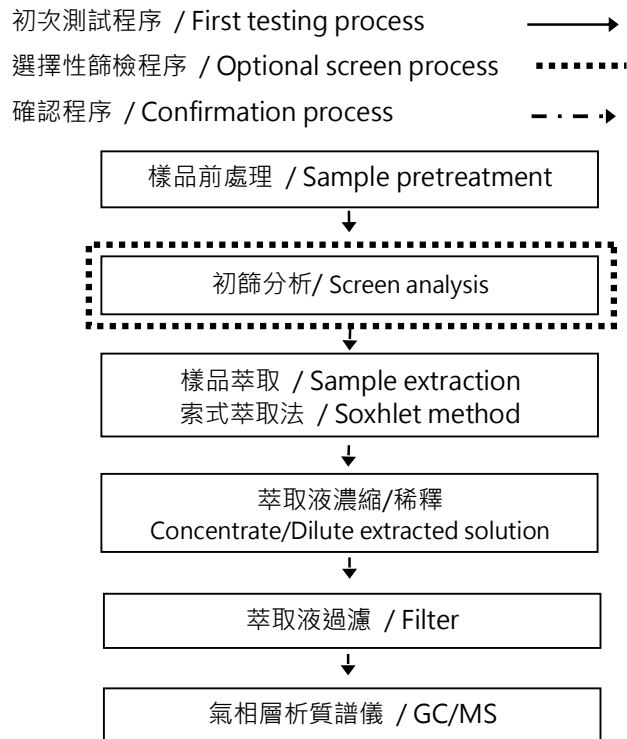 初次測試程序 / First testing process
選擇性篩檢程序 / Optional screen process
確認程序 / Confirmation process
樣品前處理 / Sample pretreatment
初篩分析/ Screen analysis
樣品萃取 / Sample extraction
索式萃取法 / Soxhlet method
萃取液濃縮/稀釋
Concentrate/Dilute extracted solution
萃取液過濾 / Filter
氣相層析質譜儀 / GC/MS